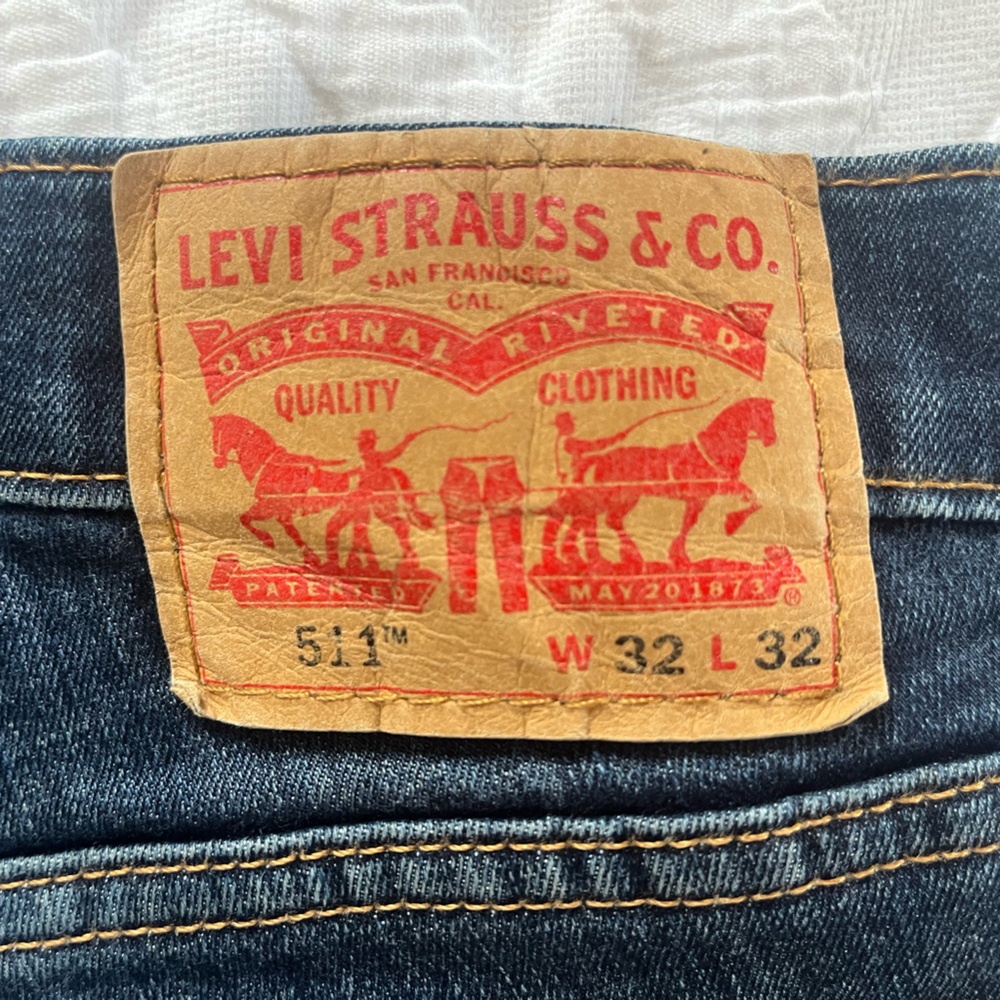 LEVI STRAUSS & CO.
SAN FRANCISCO
CAL.
ORIGINAL RIVETED
QUALITY CLOTHING
PATENTED MAY 20 1873 ®
511™ W 32 L 32